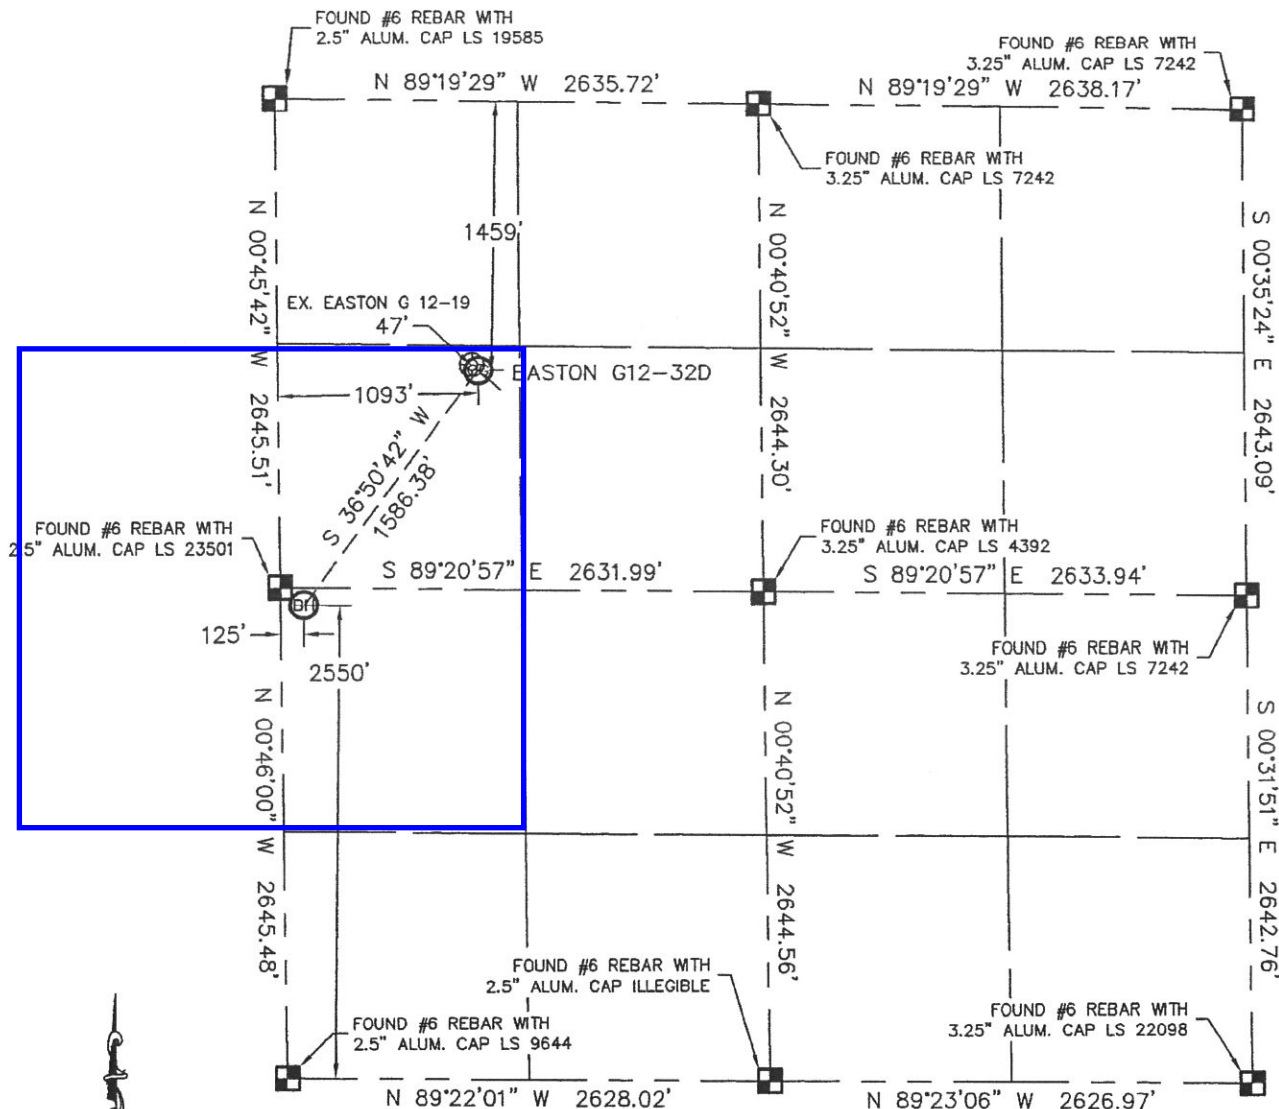 FOUND #6 REBAR WITH
2.5" ALUM. CAP LS 19585
FOUND #6 REBAR WITH
3.25" ALUM. CAP LS 7242
N 89°19'29" W 2635.72'
N 89°19'29" W 2638.17'
FOUND #6 REBAR WITH
3.25" ALUM. CAP LS 7242
N 00°45'42" W 2645.51'
1459'
N 00°40'52" W 2644.30'
S 00°35'24" E 2643.09'
EX. EASTON G 12-19
47'
EASTON G12-32D
1093'
S 36°50'42" W
1586.38'
FOUND #6 REBAR WITH
2.5" ALUM. CAP LS 23501
FOUND #6 REBAR WITH
3.25" ALUM. CAP LS 4392
S 89°20'57" E 2631.99'
S 89°20'57" E 2633.94'
BH
125'
2550'
FOUND #6 REBAR WITH
3.25" ALUM. CAP LS 7242
N 00°46'00" W 2645.48'
N 00°40'52" W 2644.56'
S 00°31'51" E 2642.76'
FOUND #6 REBAR WITH
2.5" ALUM. CAP ILLEGIBLE
FOUND #6 REBAR WITH
2.5" ALUM. CAP LS 9644
FOUND #6 REBAR WITH
3.25" ALUM. CAP LS 22098
N 89°22'01" W 2628.02'
N 89°23'06" W 2626.97'